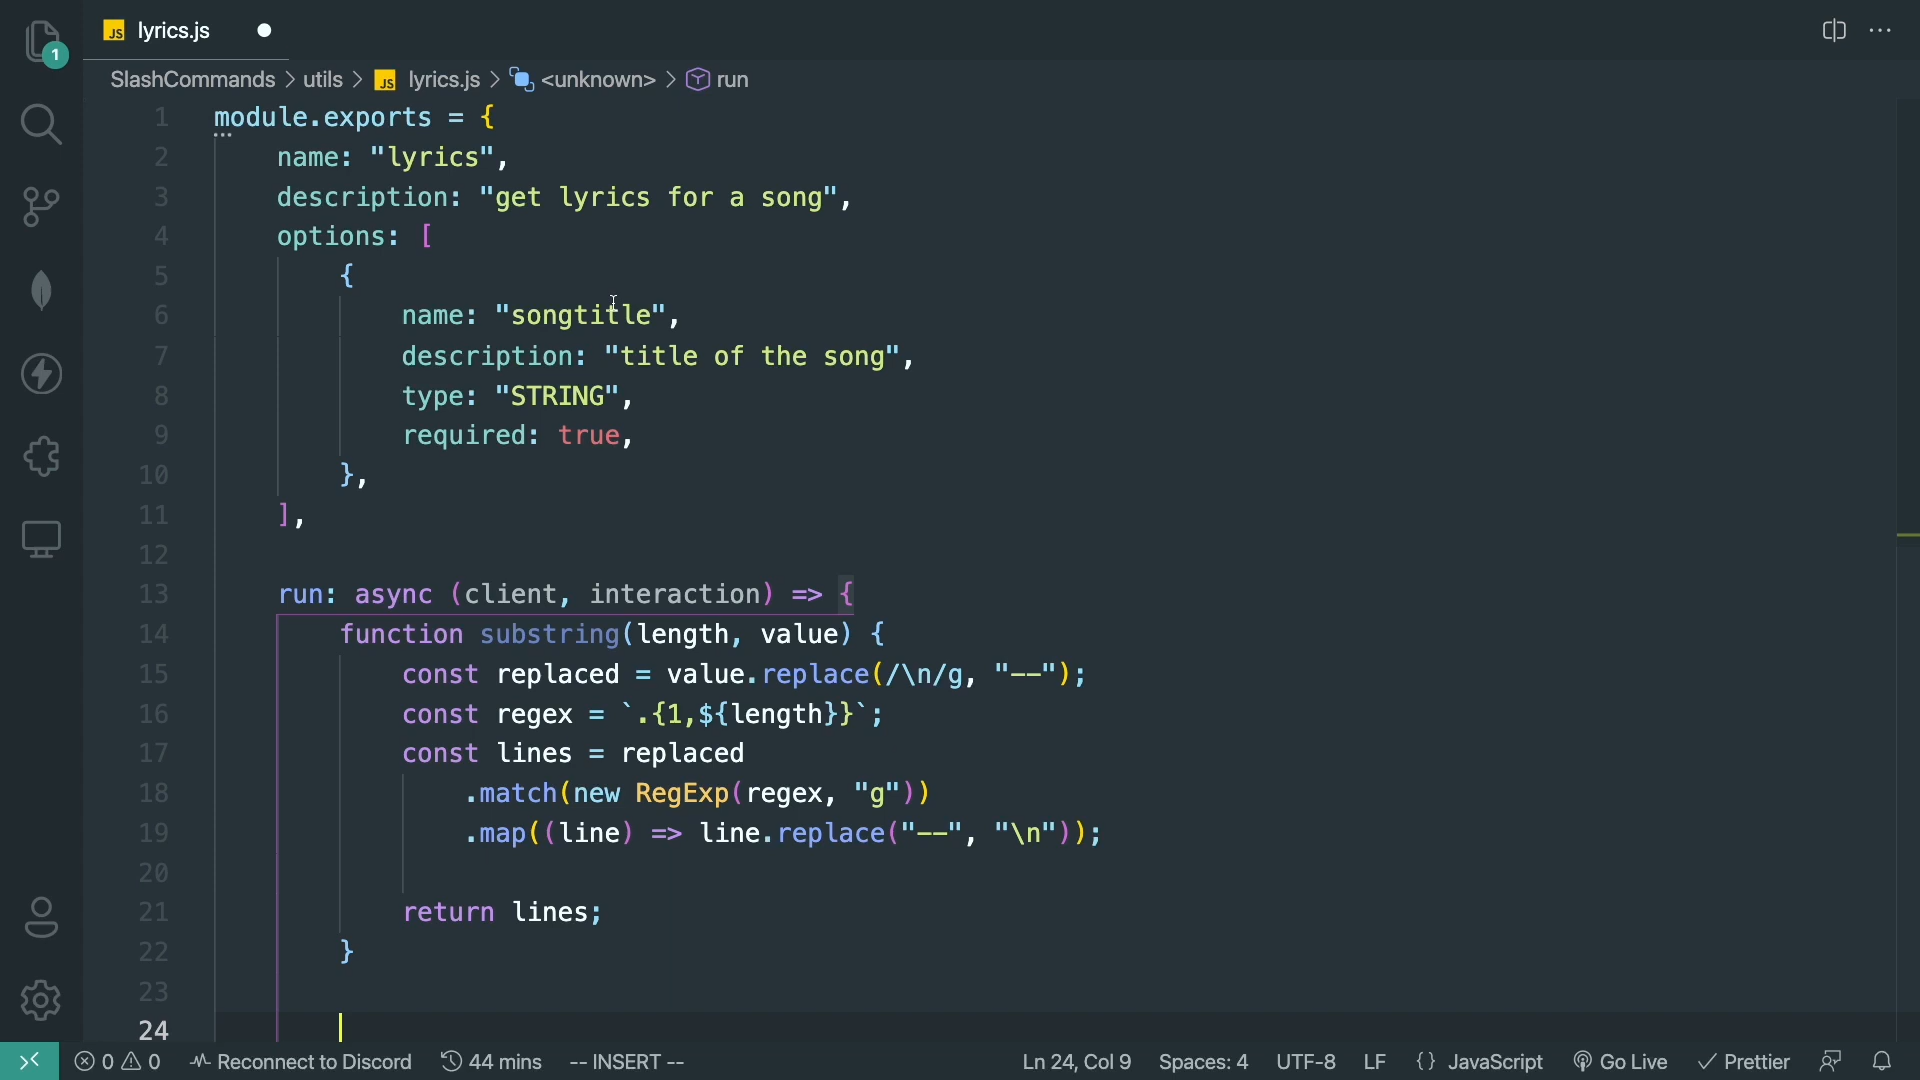 JS lyrics.js
1
SlashCommands > utils > JS lyrics.js > <unknown> > run
1 module.exports = {
2 name: "lyrics",
3 description: "get lyrics for a song",
4 options: [
5 {
6 name: "songtitle",
7 description: "title of the song",
8 type: "STRING",
9 required: true,
10 },
11 ],
12
13 run: async (client, interaction) => {
14 function substring(length, value) {
15 const replaced = value.replace(/\n/g, "--");
16 const regex = `.{1,${length}}`;
17 const lines = replaced
18 .match(new RegExp(regex, "g"))
19 .map((line) => line.replace("--", "\n"));
20
21 return lines;
22 }
23
24
0 0 Reconnect to Discord 44 mins -- INSERT -- Ln 24, Col 9 Spaces: 4 UTF-8 LF {} JavaScript Go Live Prettier